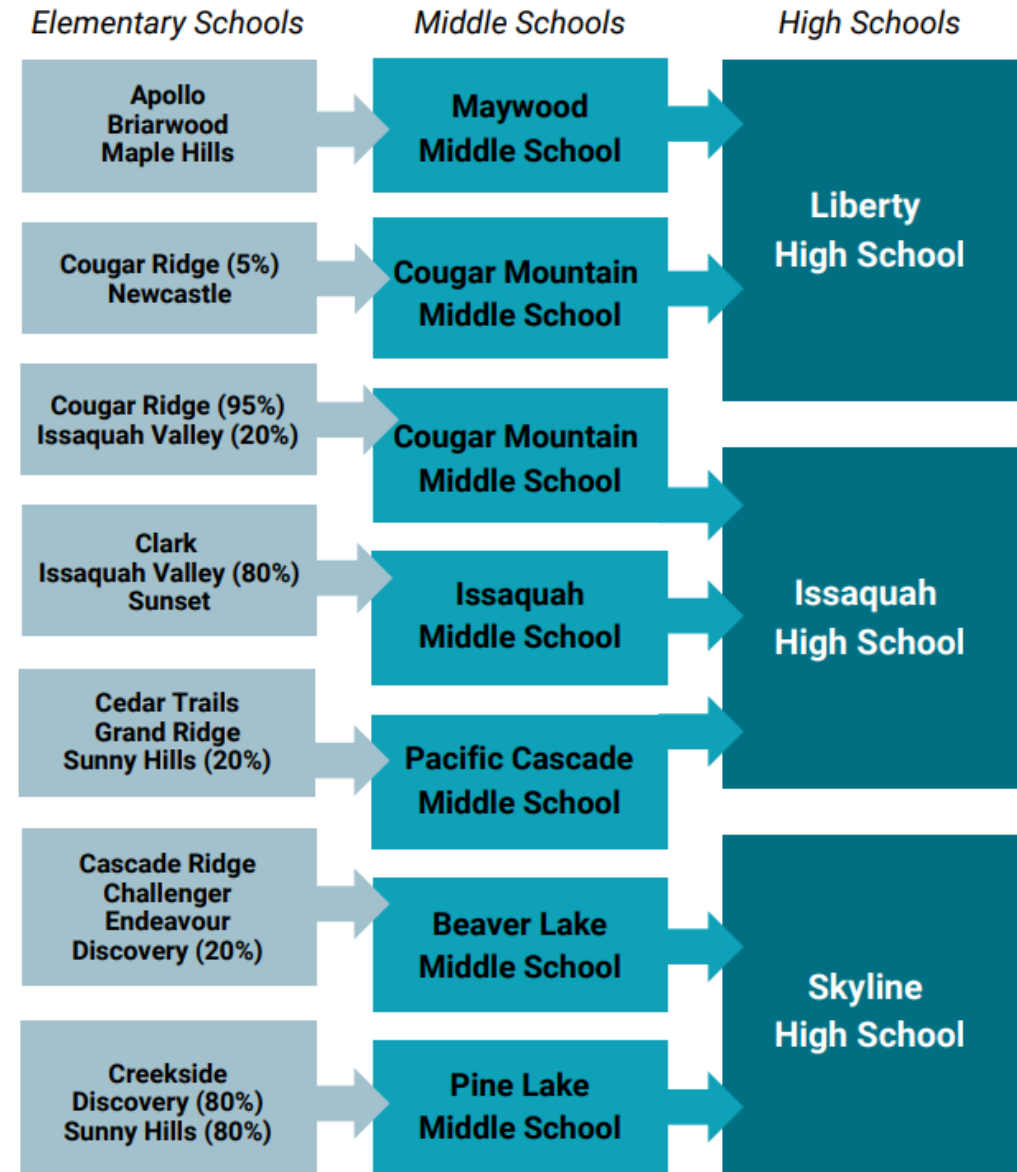 Elementary Schools
Middle Schools
High Schools
Apollo
Briarwood
Maple Hills
Maywood
Middle School
Liberty
High School
Cougar Ridge (5%)
Newcastle
Cougar Mountain
Middle School
Cougar Ridge (95%)
Issaquah Valley (20%)
Cougar Mountain
Middle School
Issaquah
High School
Clark
Issaquah Valley (80%)
Sunset
Issaquah
Middle School
Cedar Trails
Grand Ridge
Sunny Hills (20%)
Pacific Cascade
Middle School
Cascade Ridge
Challenger
Endeavour
Discovery (20%)
Beaver Lake
Middle School
Skyline
High School
Creekside
Discovery (80%)
Sunny Hills (80%)
Pine Lake
Middle School